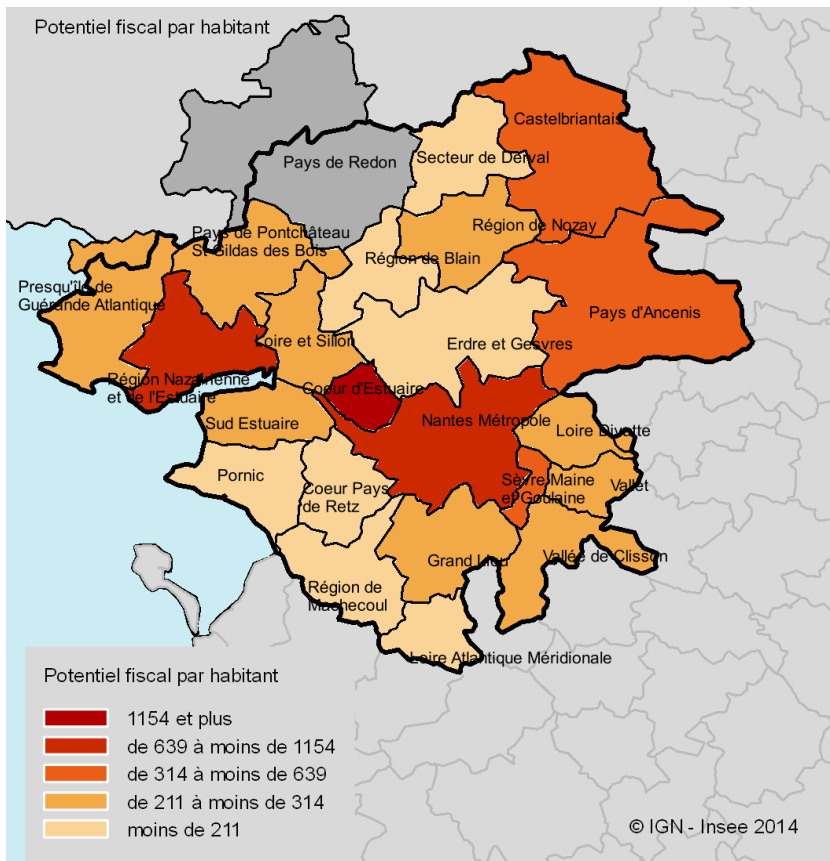 Potentiel fiscal par habitant
Castelbriantais
Pays de Redon
Secteur de Derval
Pays de Pontchâteau
St Gildas des Bois
Région de Nozay
Région de Blain
Presqu'île de
Guérande Atlantique
Pays d'Ancenis
Loire et Sillon
Erdre et Gesvres
Région Nazairienne
et de l'Estuaire
Coeur d'Estuaire
Sud Estuaire
Nantes Métropole
Loire Divatte
Pornic
Coeur Pays
de Retz
Sèvre Maine
et Goulaine
Vallet
Grand Lieu
Vallée de Clisson
Région de
Machecoul
Loire Atlantique Méridionale
Potentiel fiscal par habitant
1154 et plus
de 639 à moins de 1154
de 314 à moins de 639
de 211 à moins de 314
moins de 211
© IGN - Insee 2014